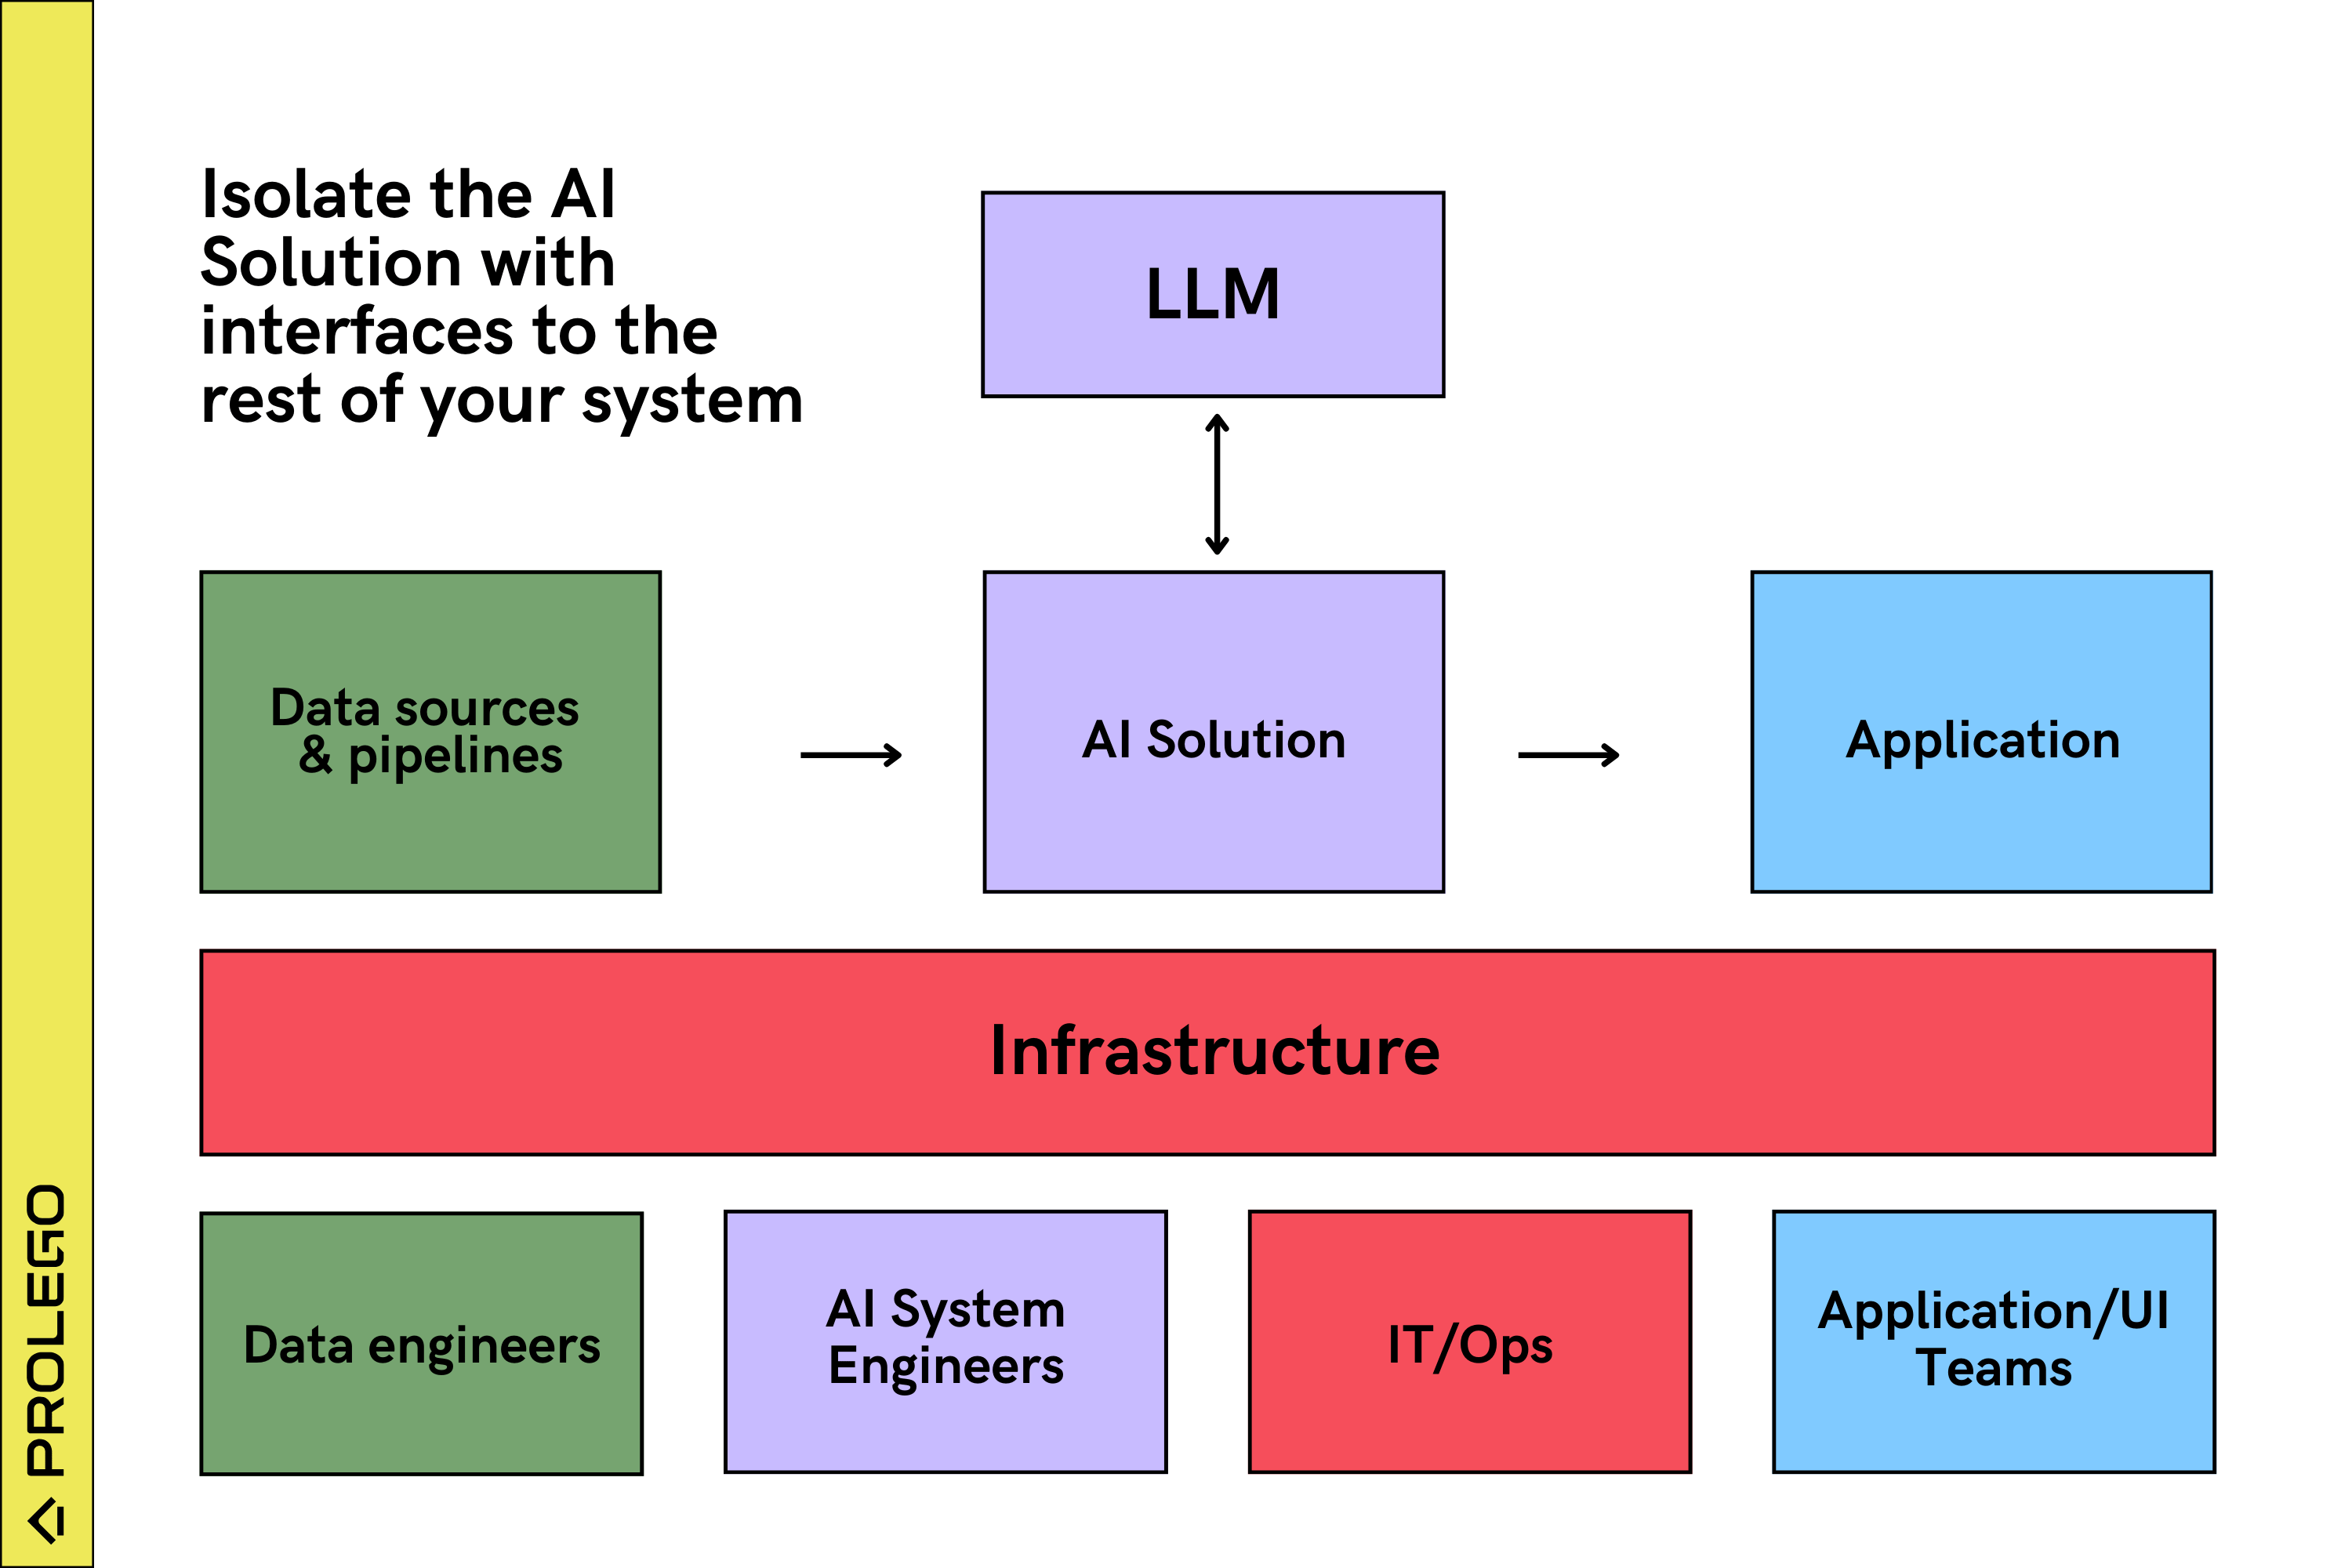 Isolate the AI
Solution with
interfaces to the
rest of your system
LLM
Data sources
& pipelines
AI Solution
Application
Infrastructure
Data engineers
AI System
Engineers
IT/Ops
Application/UI
Teams
PROLEGO